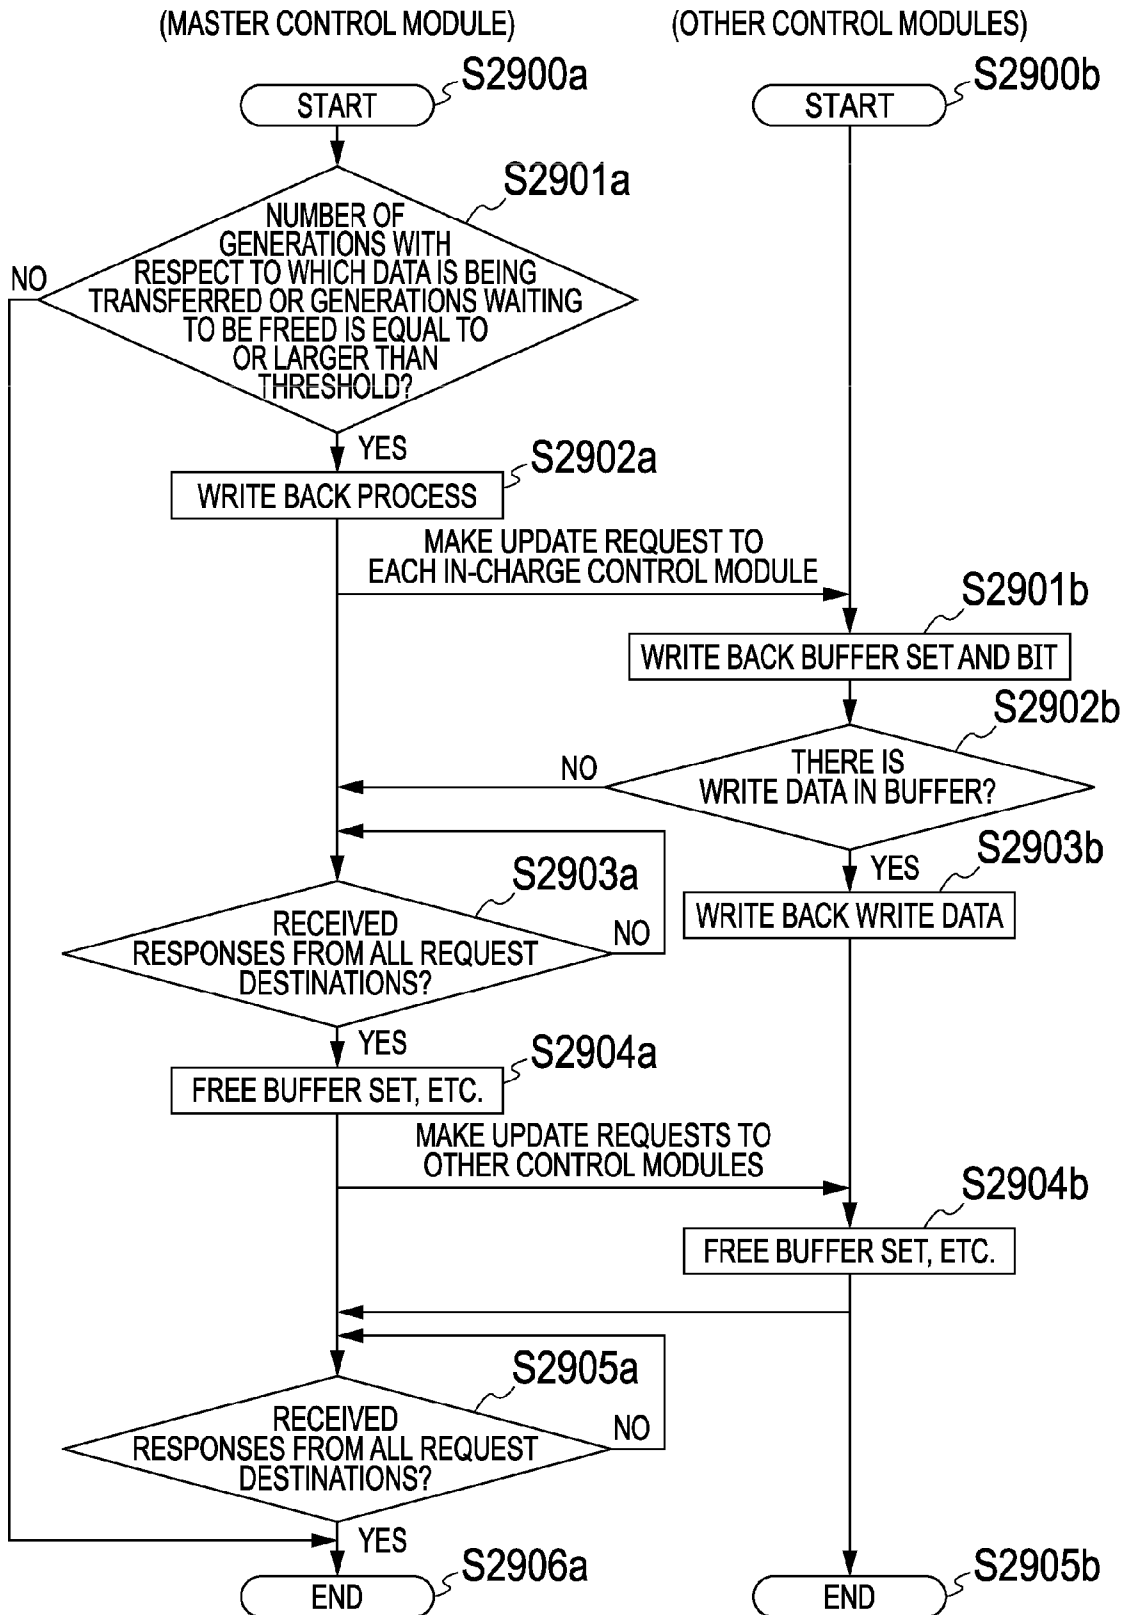 (MASTER CONTROL MODULE)
(OTHER CONTROL MODULES)
S2900a
START
S2900b
START
S2901a
NUMBER OF
GENERATIONS WITH
RESPECT TO WHICH DATA IS BEING
TRANSFERRED OR GENERATIONS WAITING
TO BE FREED IS EQUAL TO
OR LARGER THAN
THRESHOLD?
NO
YES
S2902a
WRITE BACK PROCESS
MAKE UPDATE REQUEST TO
EACH IN-CHARGE CONTROL MODULE
S2901b
WRITE BACK BUFFER SET AND BIT
S2902b
THERE IS
WRITE DATA IN BUFFER?
NO
YES
S2903b
WRITE BACK WRITE DATA
S2903a
RECEIVED
RESPONSES FROM ALL REQUEST
DESTINATIONS?
NO
YES
S2904a
FREE BUFFER SET, ETC.
MAKE UPDATE REQUESTS TO
OTHER CONTROL MODULES
S2904b
FREE BUFFER SET, ETC.
S2905a
RECEIVED
RESPONSES FROM ALL REQUEST
DESTINATIONS?
NO
YES
S2906a
END
S2905b
END